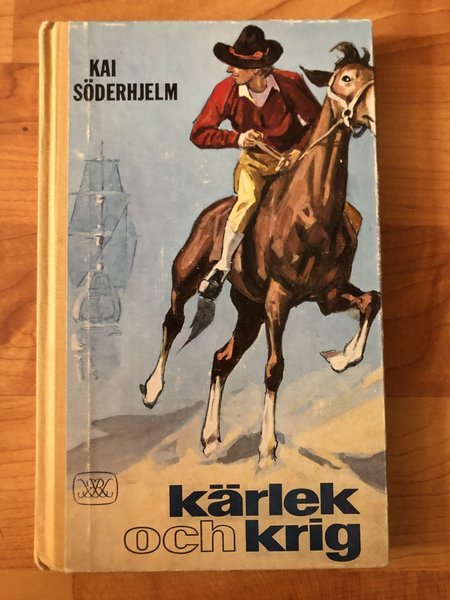 KAI
SÖDERHJELM
kärlek
och krig